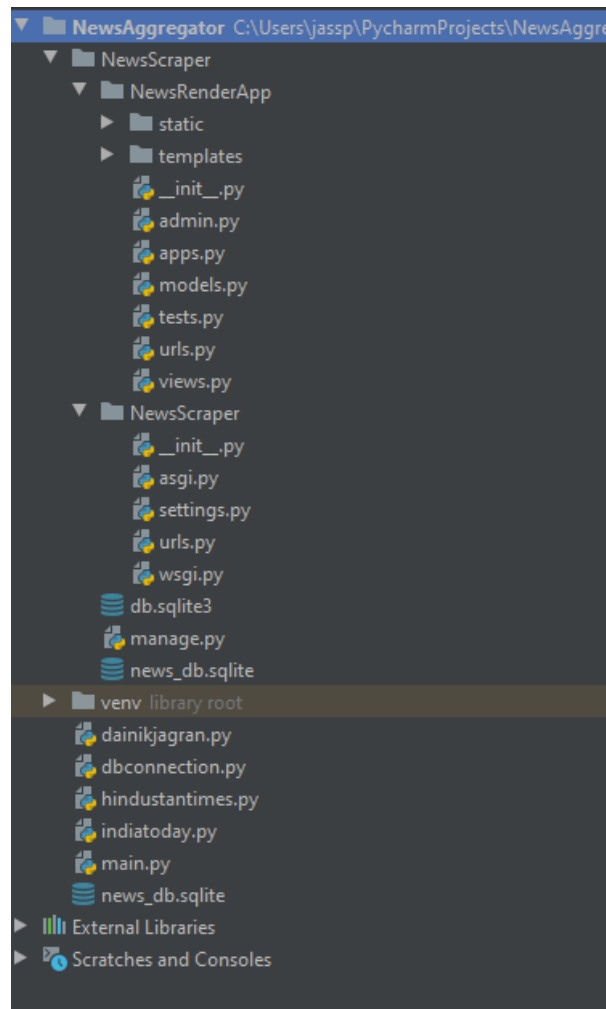 NewsAggregator C:\Users\jassp\PycharmProjects\NewsAggre
NewsScraper
NewsRenderApp
static
templates
__init__.py
admin.py
apps.py
models.py
tests.py
urls.py
views.py
NewsScraper
__init__.py
asgi.py
settings.py
urls.py
wsgi.py
db.sqlite3
manage.py
news_db.sqlite
venv library root
dainikjagran.py
dbconnection.py
hindustantimes.py
indiatoday.py
main.py
news_db.sqlite
External Libraries
Scratches and Consoles